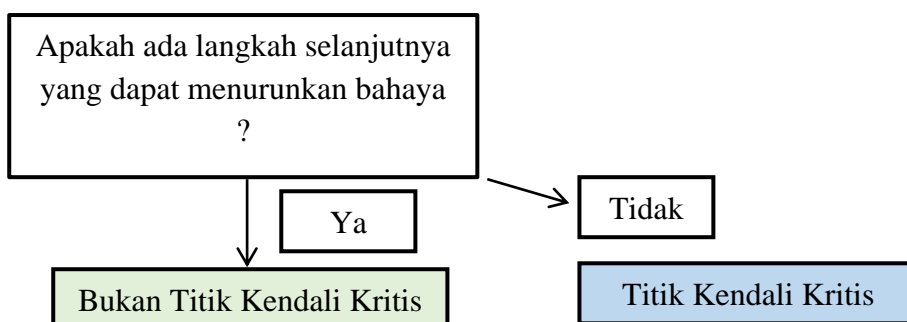 Apakah ada langkah selanjutnya
yang dapat menurunkan bahaya
?
Ya
Tidak
Bukan Titik Kendali Kritis
Titik Kendali Kritis